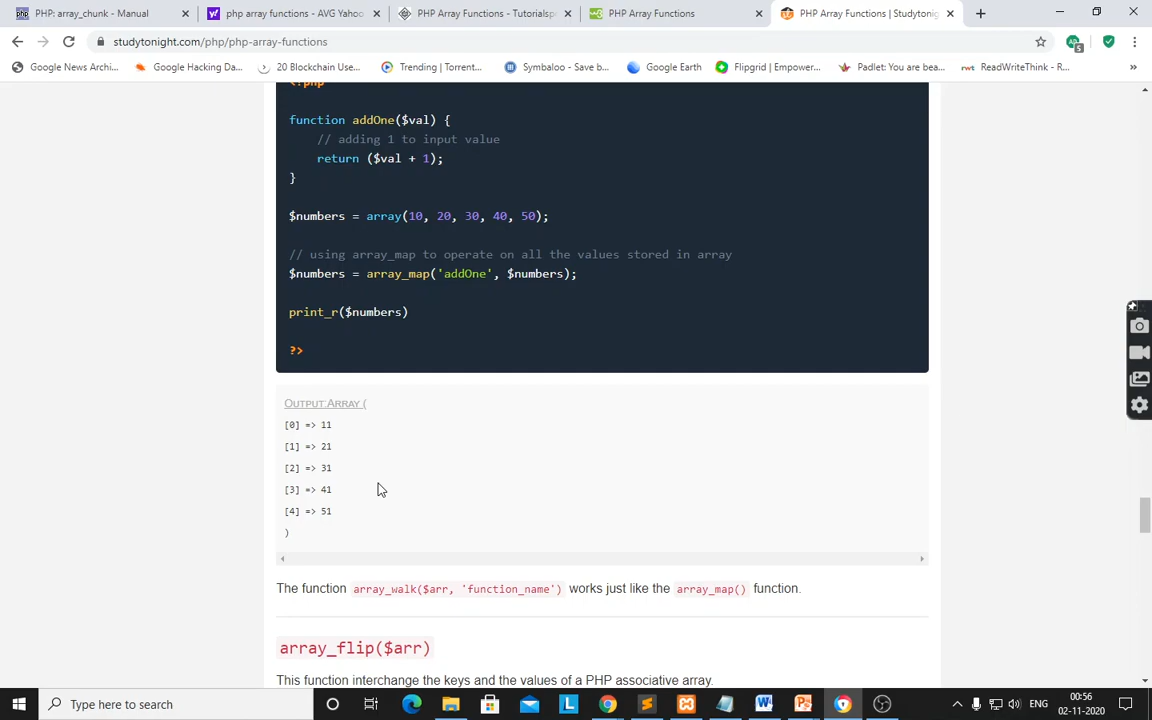 PHP: array_chunk - Manual
php array functions - AVG Yahoo
PHP Array Functions - Tutorialsp
PHP Array Functions
PHP Array Functions | Studytonig
studytonight.com/php/php-array-functions
Google News Archi...
Google Hacking Da...
20 Blockchain Use...
Trending | Torrent...
Symbaloo - Save b...
Google Earth
Flipgrid | Empower...
Padlet: You are bea...
ReadWriteThink - R...
<?php
function addOne($val) {
// adding 1 to input value
return ($val + 1);
}
$numbers = array(10, 20, 30, 40, 50);
// using array_map to operate on all the values stored in array
$numbers = array_map('addOne', $numbers);
print_r($numbers)
?>
OUTPUT:ARRAY (
[0] => 11
[1] => 21
[2] => 31
[3] => 41
[4] => 51
)
The function array_walk($arr, 'function_name') works just like the array_map() function.
array_flip($arr)
This function interchange the keys and the values of a PHP associative array.
Type here to search
ENG
00:56
02-11-2020